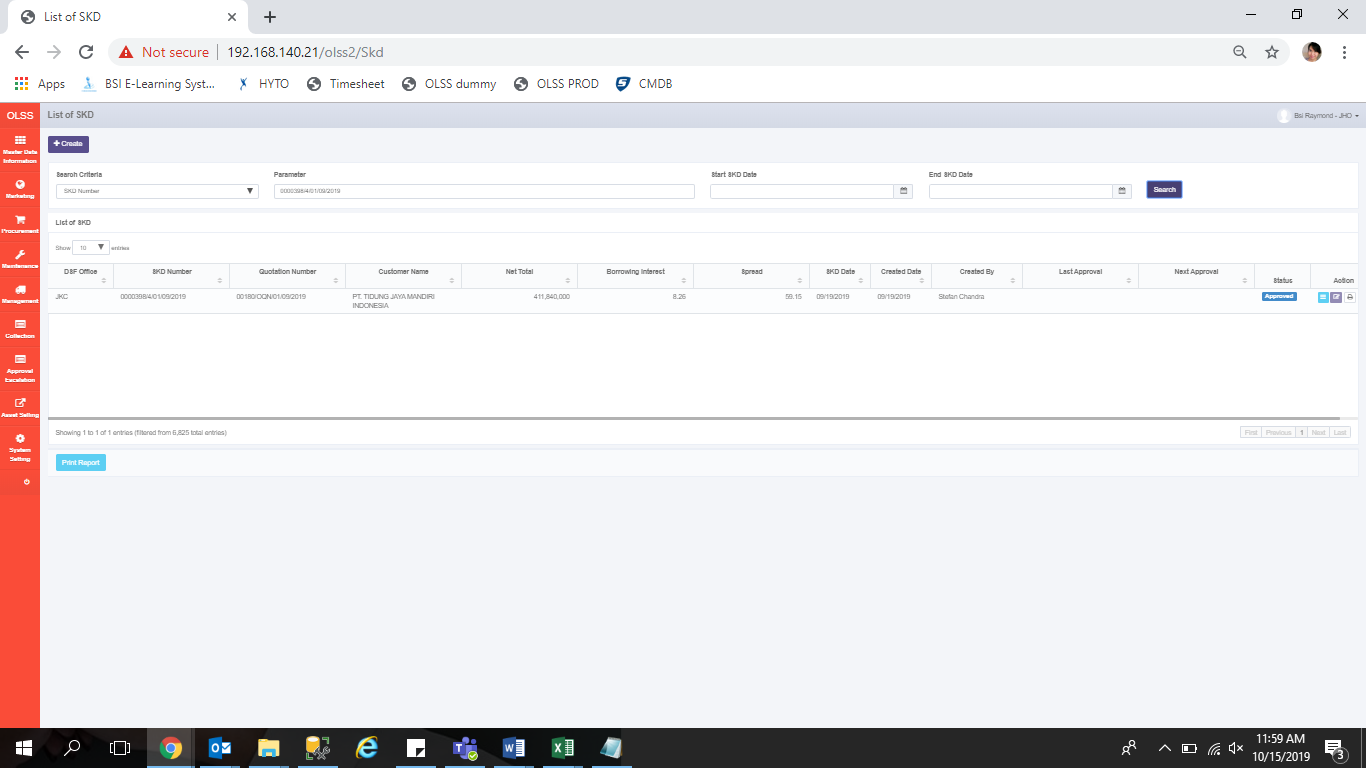 List of SKD
Not secure
192.168.140.21/olss2/Skd
Apps
BSI E-Learning Syst...
HYTO
Timesheet
OLSS dummy
OLSS PROD
CMDB
OLSS
List of SKD
Bsi Raymond - JHO
Create
Master Data
Information
Marketing
Procurement
Maintenance
Management
Collection
Approval
Escalation
Asset Selling
System
Setting
Search Criteria
Parameter
Start SKD Date
End SKD Date
SKD Number
0000398/4/01/09/2019
Search
List of SKD
Show 10 entries
DSF Office
SKD Number
Quotation Number
Customer Name
Net Total
Borrowing Interest
Spread
SKD Date
Created Date
Created By
Last Approval
Next Approval
Status
Action
JKC
0000398/4/01/09/2019
00180/OQN/01/09/2019
PT. TIDUNG JAYA MANDIRI
INDONESIA
411,840,000
8.26
59.15
09/19/2019
09/19/2019
Stefan Chandra
Approved
Showing 1 to 1 of 1 entries (filtered from 6,825 total entries)
First
Previous
1
Next
Last
Print Report
11:59 AM
10/15/2019
3